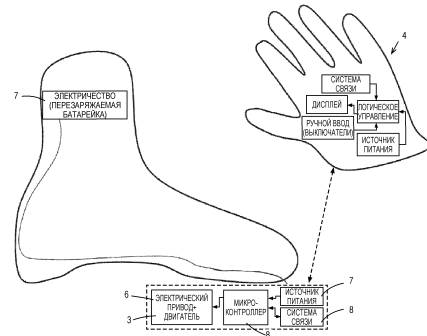 7
ЭЛЕКТРИЧЕСТВО
(ПЕРЕЗАРЯЖАЕМАЯ
БАТАРЕЙКА)
4
СИСТЕМА
СВЯЗИ
ДИСПЛЕЙ
ЛОГИЧЕСКОЕ
УПРАВЛЕНИЕ
РУЧНОЙ ВВОД
(ВЫКЛЮЧАТЕЛИ)
ИСТОЧНИК
ПИТАНИЯ
6
ЭЛЕКТРИЧЕСКИЙ
ПРИВОД+
ДВИГАТЕЛЬ
3
МИКРО-
КОНТРОЛЛЕР
8
ИСТОЧНИК
ПИТАНИЯ
7
СИСТЕМА
СВЯЗИ
8